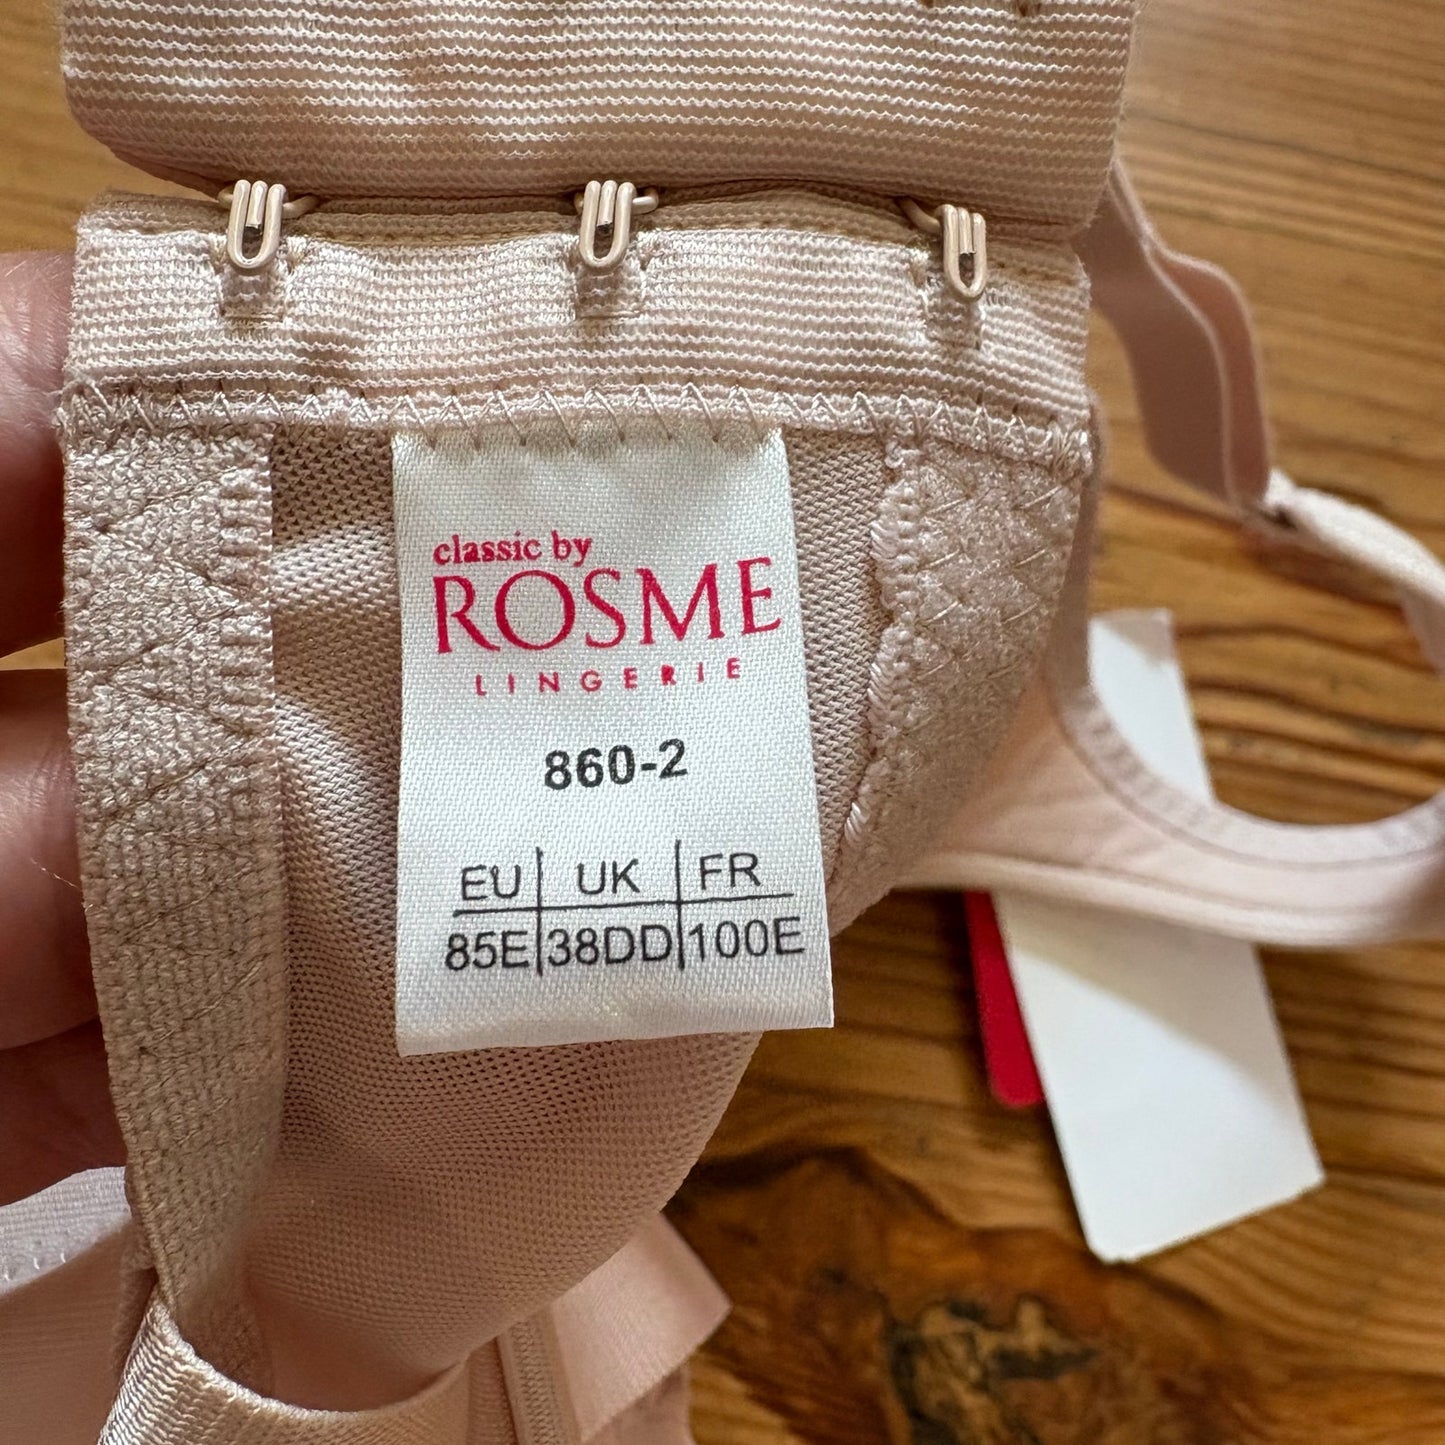 classic by
ROSME
LINGERIE
860-2
EU UK FR
85E 38DD 100E